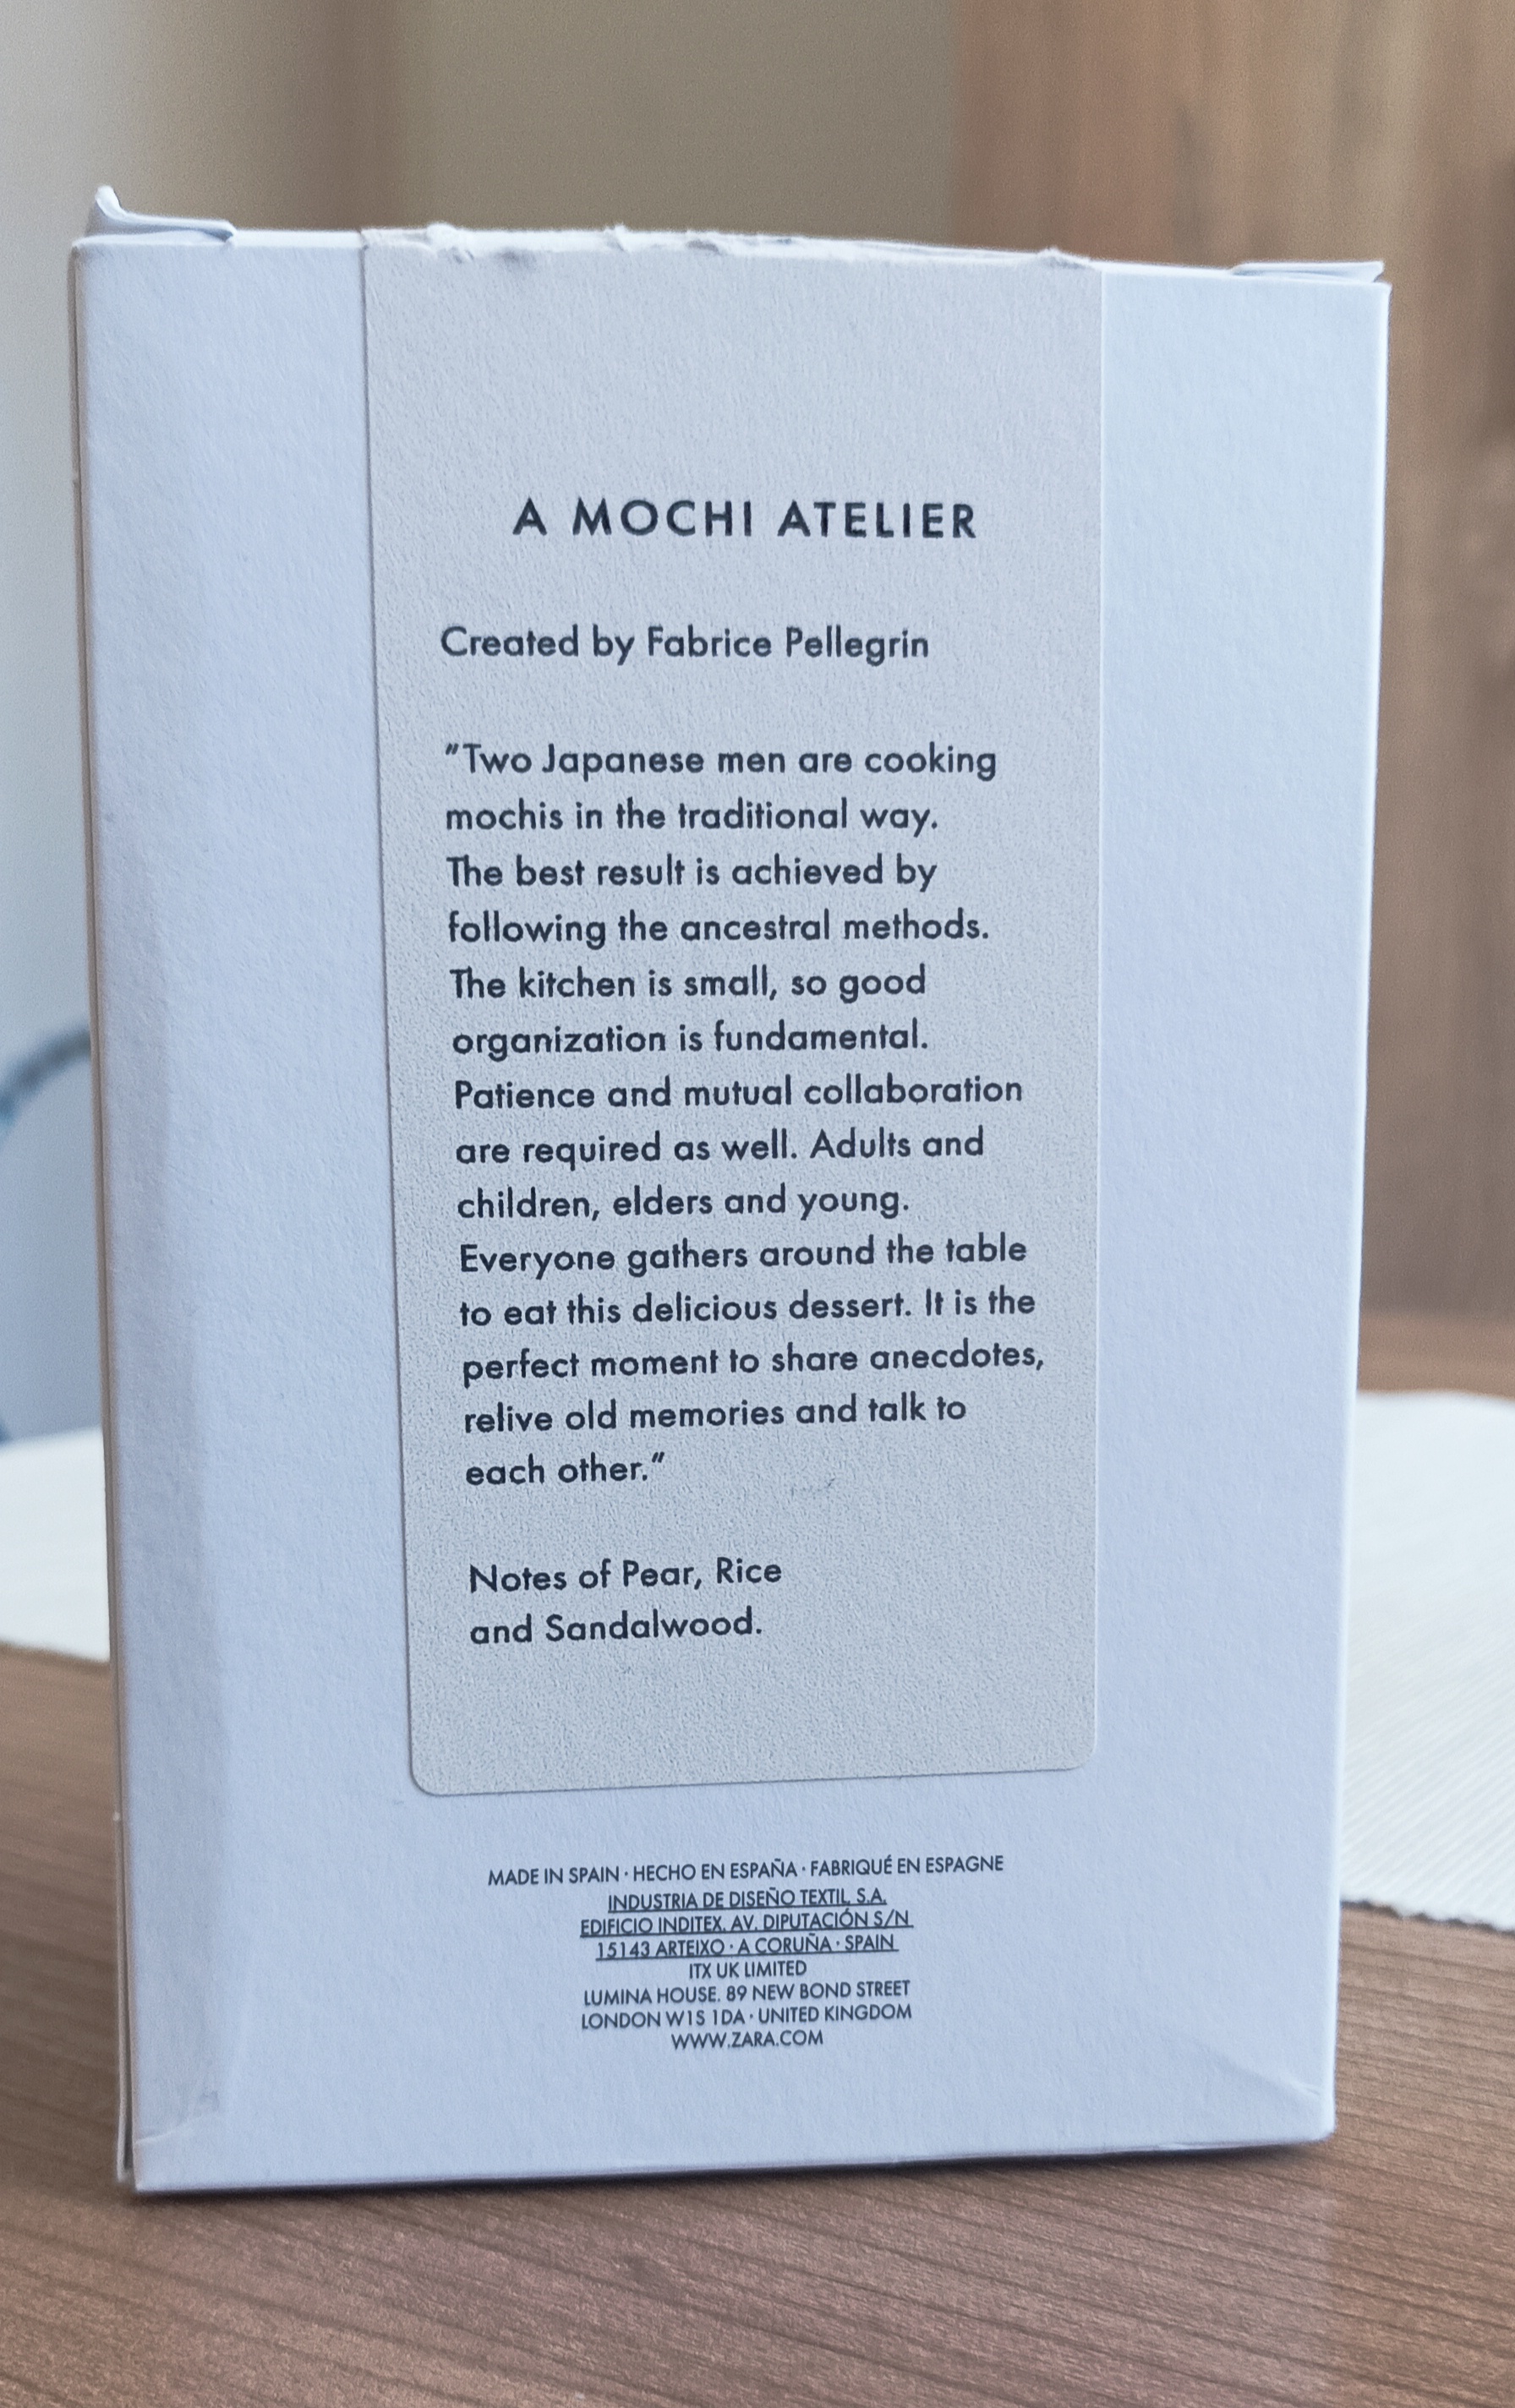 A MOCHI ATELIER
Created by Fabrice Pellegrin
"Two Japanese men are cooking
mochis in the traditional way.
The best result is achieved by
following the ancestral methods.
The kitchen is small, so good
organization is fundamental.
Patience and mutual collaboration
are required as well. Adults and
children, elders and young.
Everyone gathers around the table
to eat this delicious dessert. It is the
perfect moment to share anecdotes,
relive old memories and talk to
each other."
Notes of Pear, Rice
and Sandalwood.
MADE IN SPAIN · HECHO EN ESPAÑA · FABRIQUÉ EN ESPAGNE
INDUSTRIA DE DISEÑO TEXTIL, S.A.
EDIFICIO INDITEX. AV. DIPUTACIÓN S/N
15143 ARTEIXO · A CORUÑA · SPAIN
ITX UK LIMITED
LUMINA HOUSE. 89 NEW BOND STREET
LONDON W1S 1DA · UNITED KINGDOM
WWW.ZARA.COM